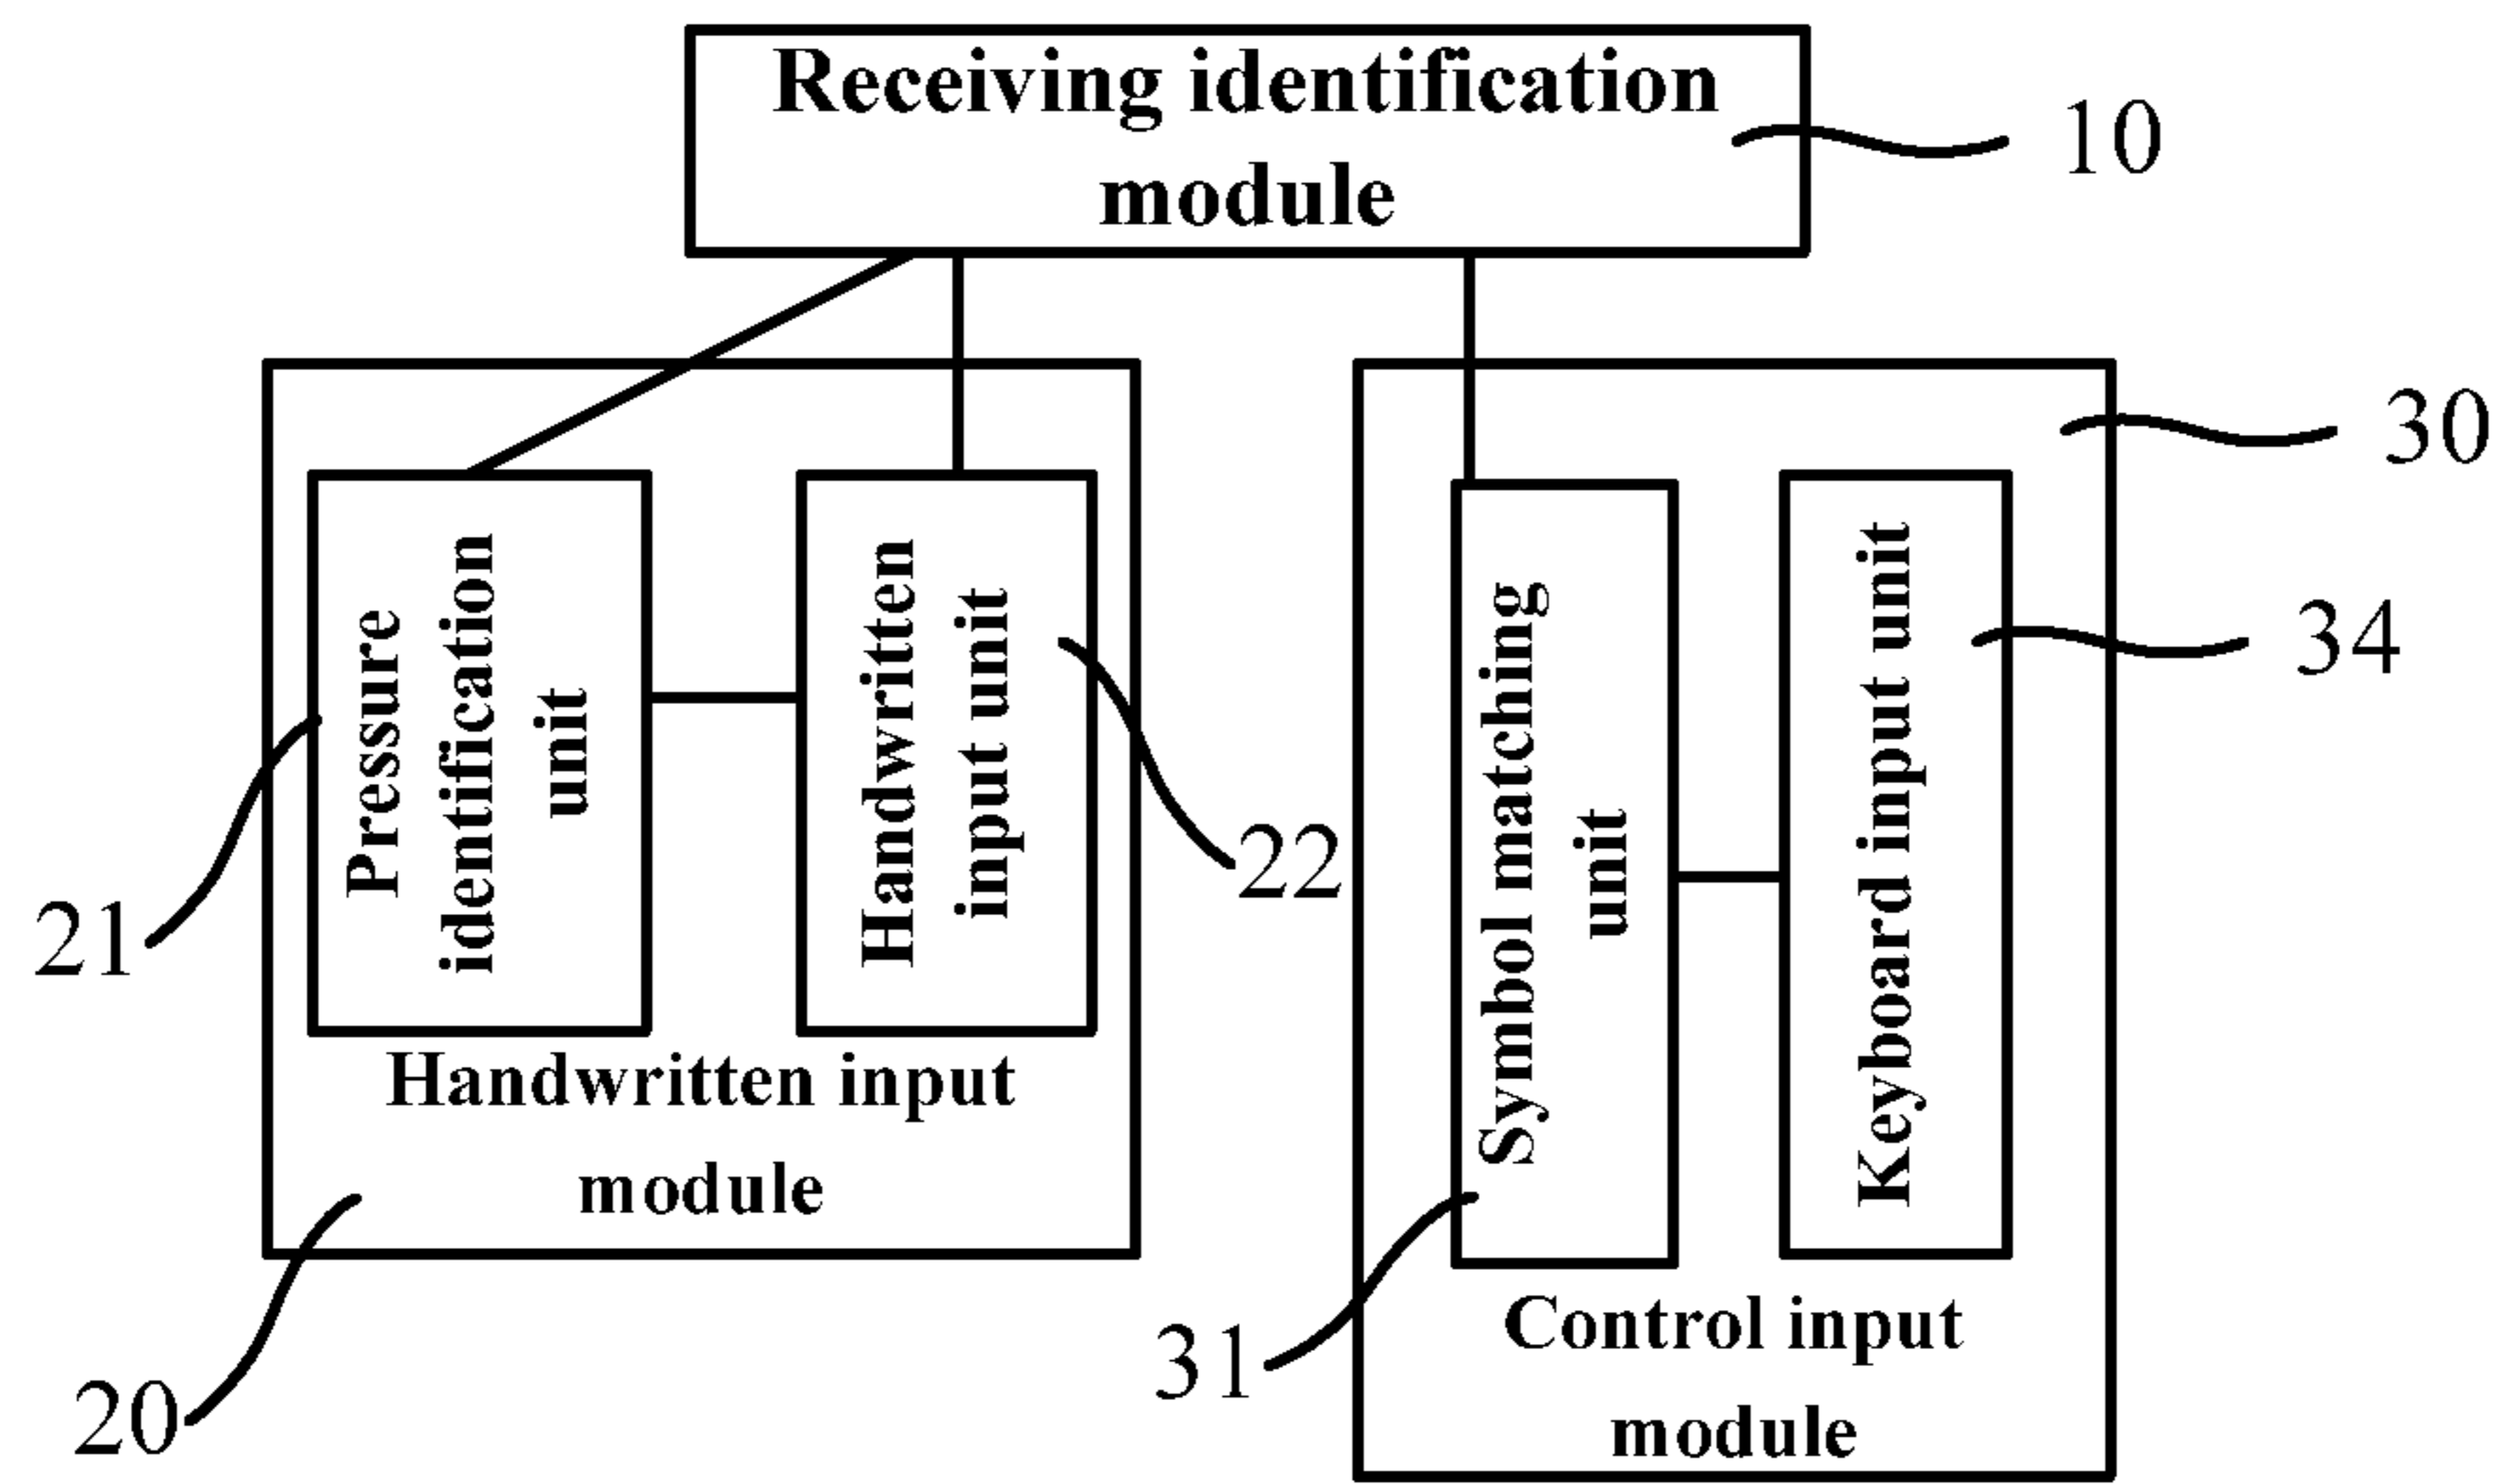 Receiving identification
module
10
30
Pressure
identification
unit
Handwritten
input unit
Symbol matching
unit
Keyboard input unit
34
22
21
Handwritten input
module
20
31
Control input
module